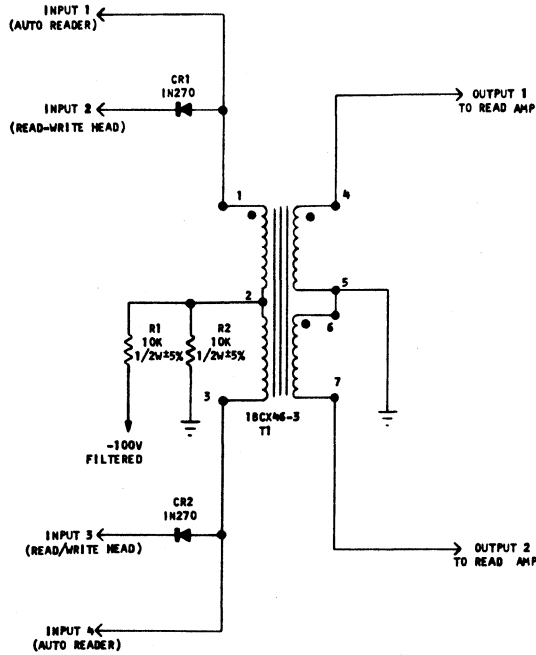 INPUT 1
(AUTO READER)
CR1
1N270
INPUT 2
(READ-WRITE HEAD)
OUTPUT 1
TO READ AMP
1
4
2
5
6
R1
10K
1/2W±5%
R2
10K
1/2W±5%
3
7
18CX46-3
T1
-100V
FILTERED
CR2
1N270
INPUT 3
(READ/WRITE HEAD)
OUTPUT 2
TO READ AMP
INPUT 4
(AUTO READER)